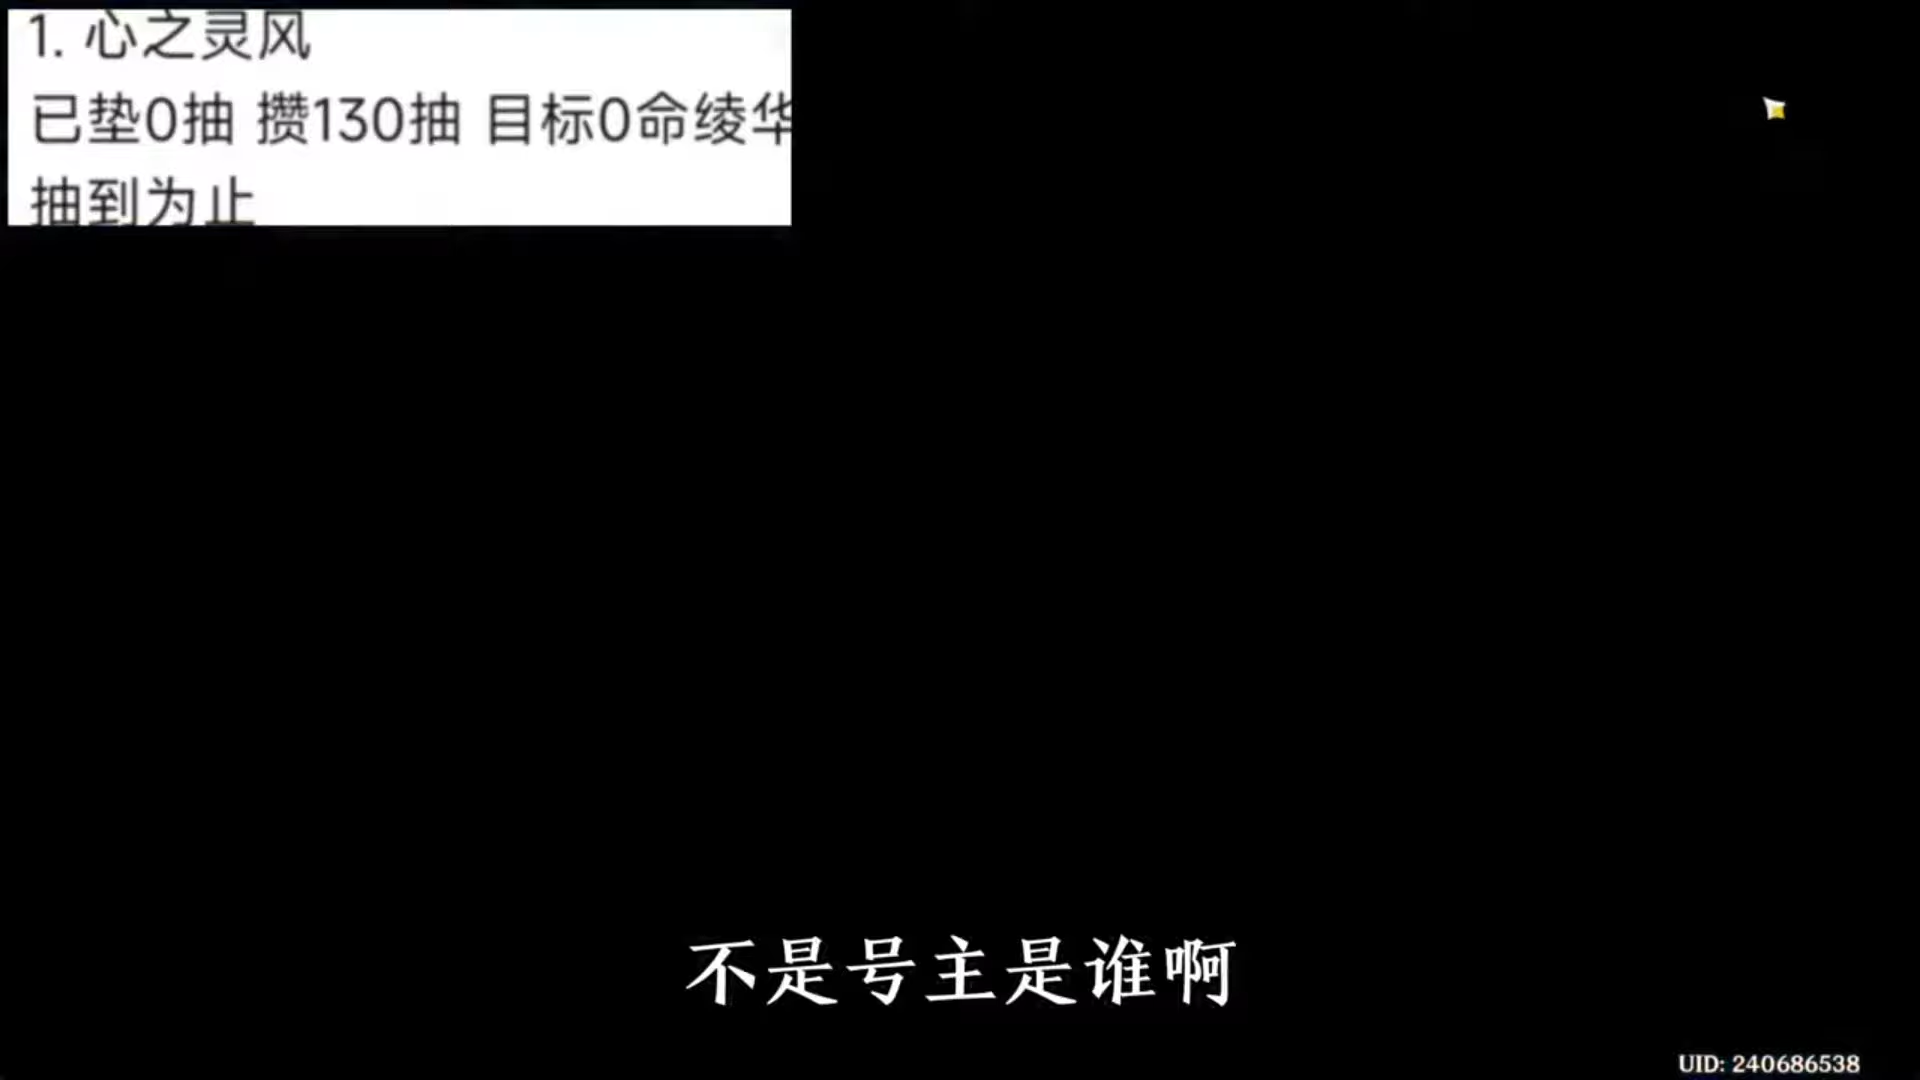 1. 心之灵风
已垫0抽 攒130抽 目标0命绫华
抽到为止
不是号主是谁啊
UID: 240686538